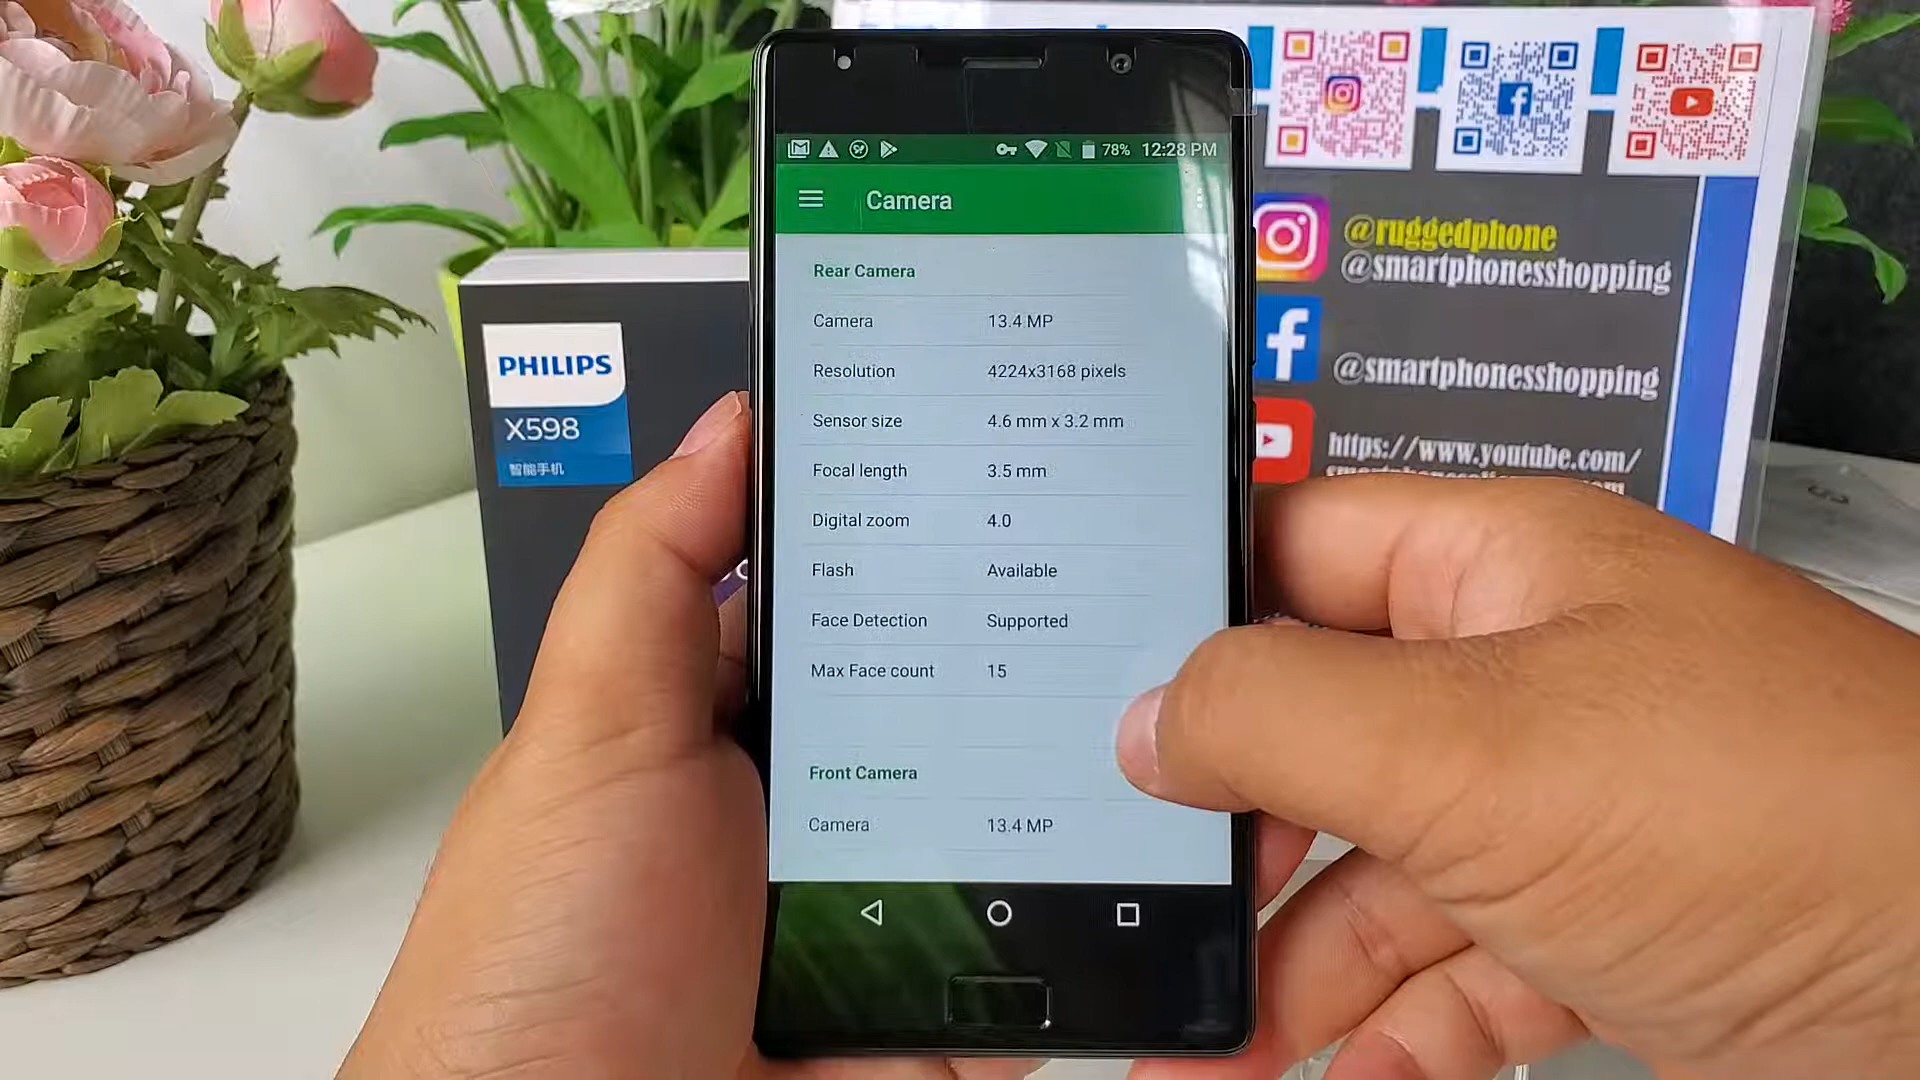 78% 12:28 PM
Camera
Rear Camera
Camera 13.4 MP
Resolution 4224x3168 pixels
Sensor size 4.6 mm x 3.2 mm
Focal length 3.5 mm
Digital zoom 4.0
Flash Available
Face Detection Supported
Max Face count 15
Front Camera
Camera 13.4 MP
PHILIPS
X598
智能手机
@ruggedphone
@smartphonesshopping
@smartphonesshopping
https://www.youtube.com/